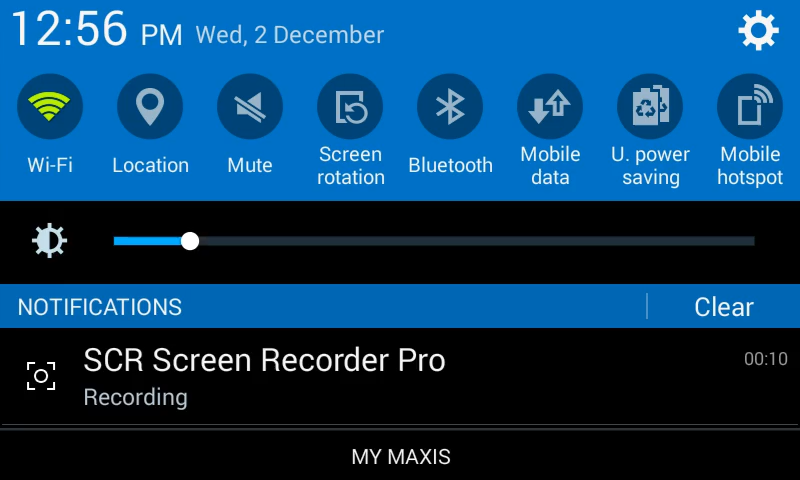 12:56 PM Wed, 2 December
Wi-Fi
Location
Mute
Screen
rotation
Bluetooth
Mobile
data
U. power
saving
Mobile
hotspot
NOTIFICATIONS
Clear
SCR Screen Recorder Pro
00:10
Recording
MY MAXIS